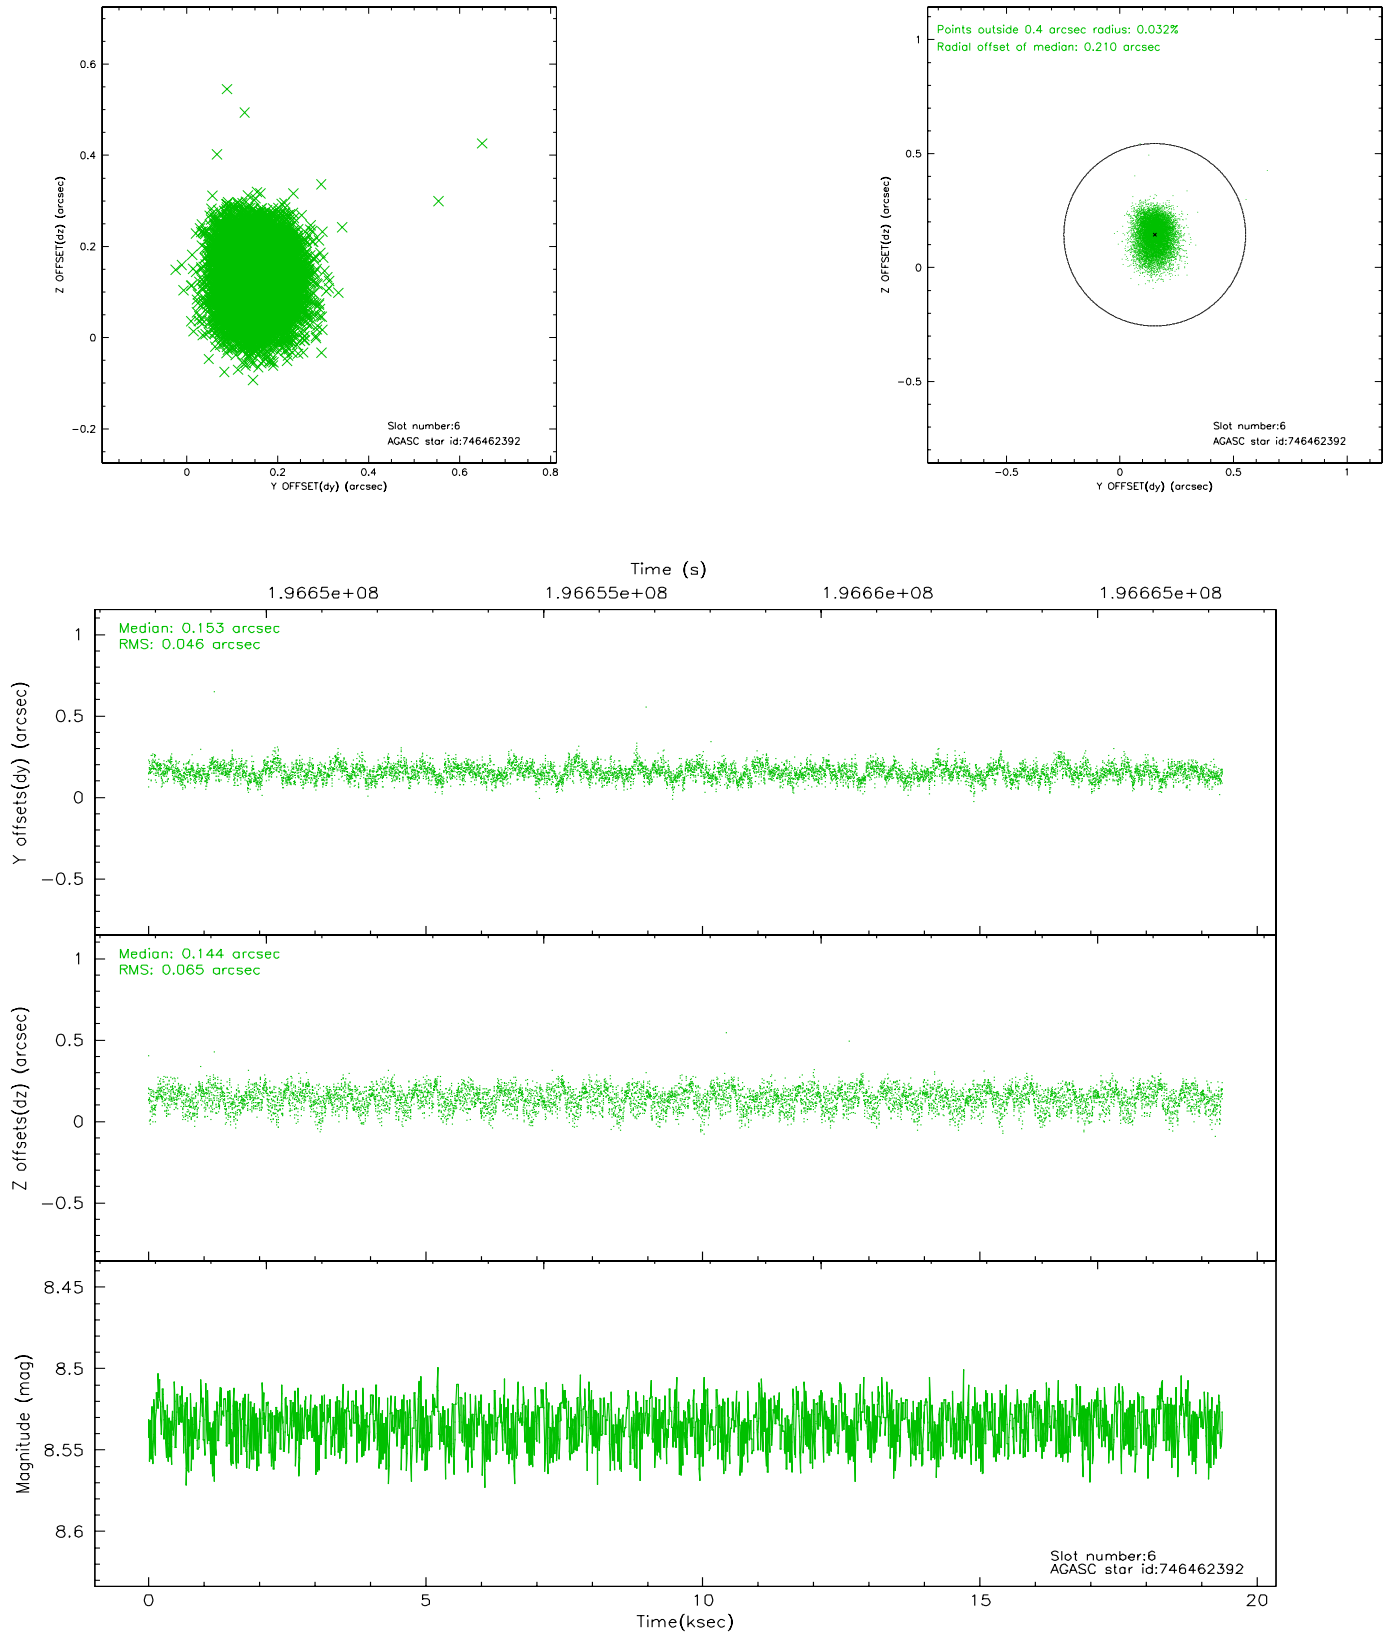 0.6
0.4
0.2
0
−0.2
Z OFFSET(dz) (arcsec)
0 0.2 0.4 0.6 0.8
Y OFFSET(dy) (arcsec)
Slot number:6
AGASC star id:746462392
Points outside 0.4 arcsec radius: 0.032%
Radial offset of median: 0.210 arcsec
1
0.5
0
−0.5
Z OFFSET(dz) (arcsec)
−0.5 0 0.5 1
Y OFFSET(dy) (arcsec)
Slot number:6
AGASC star id:746462392
Time (s)
1.9665e+08 1.96655e+08 1.9666e+08 1.96665e+08
Median: 0.153 arcsec
RMS: 0.046 arcsec
1
0.5
0
−0.5
Y offsets(dy) (arcsec)
Median: 0.144 arcsec
RMS: 0.065 arcsec
1
0.5
0
−0.5
Z offsets(dz) (arcsec)
8.45
8.5
8.55
8.6
Magnitude (mag)
Slot number:6
AGASC star id:746462392
0 5 10 15 20
Time(ksec)